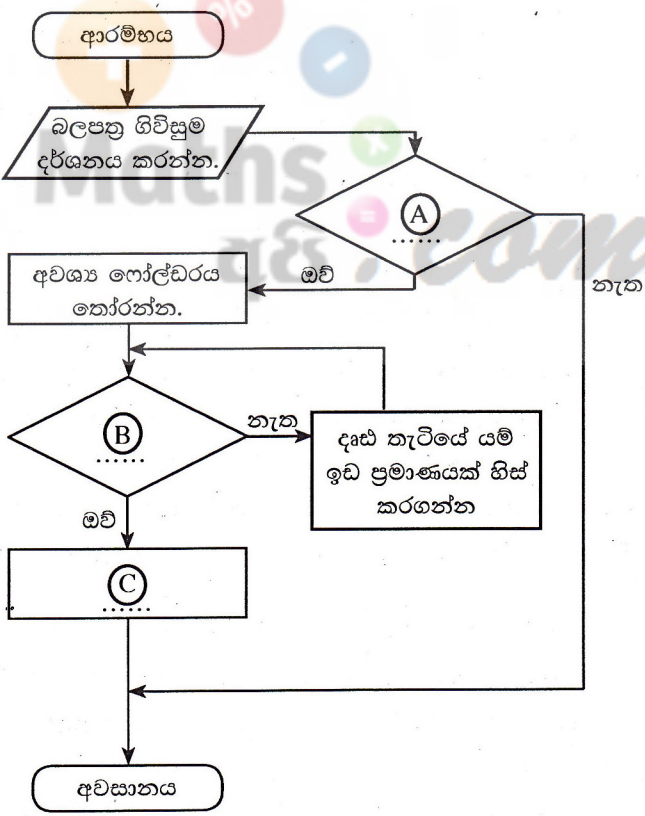 ආරම්භය
බලපත්‍ර ගිවිසුම
දර්ශනය කරන්න.
A
......
අවශ්‍ය ෆෝල්ඩරය
තෝරන්න.
ඔව්
නැත
B
......
නැත
දෘඪ තැටියේ යම්
ඉඩ ප්‍රමාණයක් හිස්
කරගන්න
ඔව්
C
......
අවසානය
Maths
අපි.com